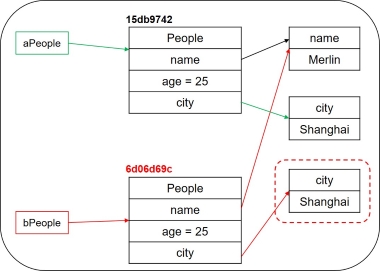 15db9742
aPeople
People
name
age = 25
city
name
Merlin
city
Shanghai
6d06d69c
bPeople
People
name
age = 25
city
city
Shanghai